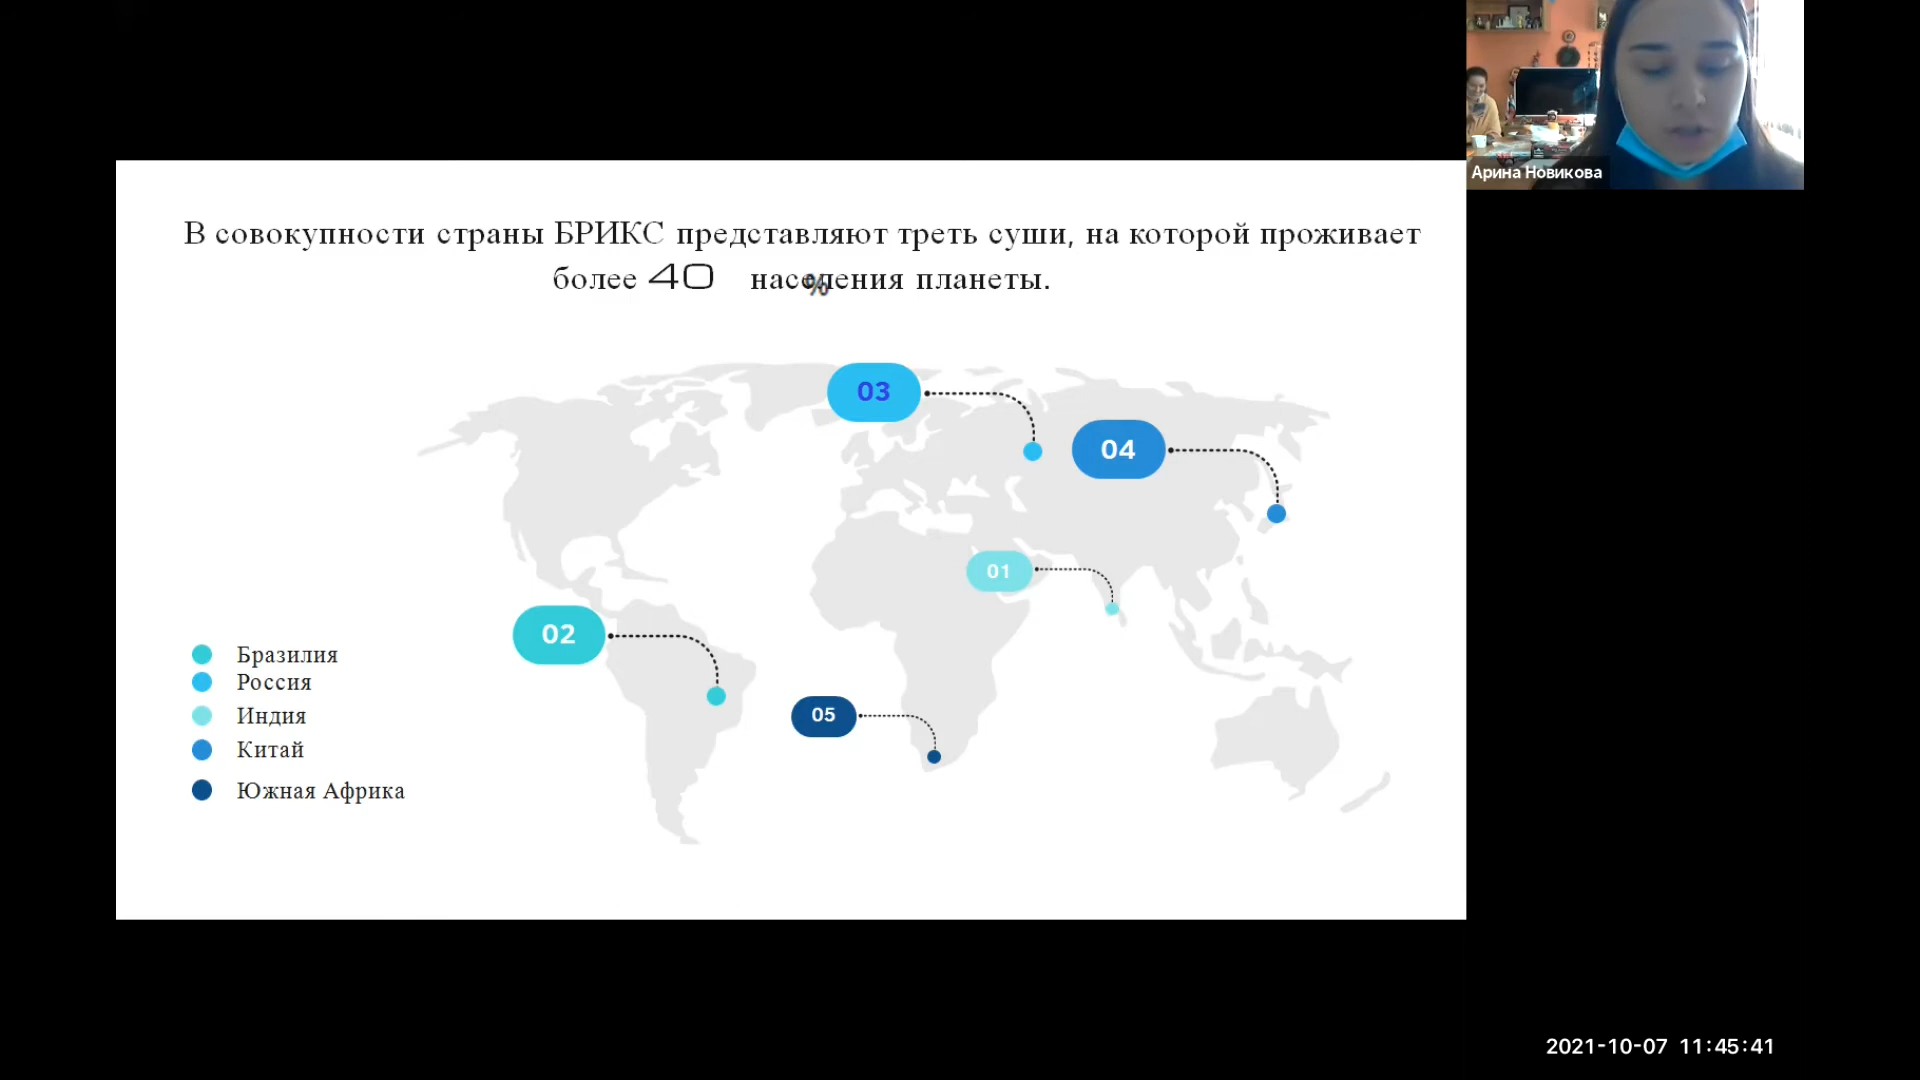 Арина Новикова
В совокупности страны БРИКС представляют треть суши, на которой проживает
более 40 % населения планеты.
03
04
01
02
05
Бразилия
Россия
Индия
Китай
Южная Африка
2021-10-07 11:45:41